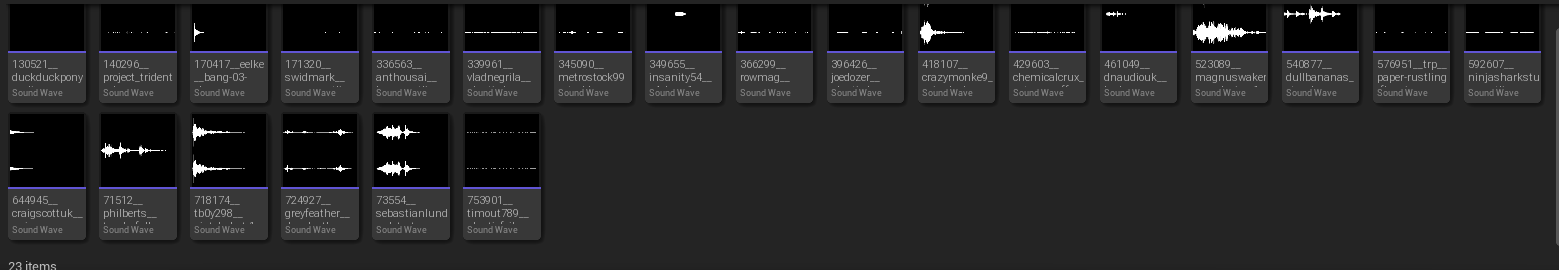 130521__
duckduckpony
Sound Wave
140296__
project_trident
Sound Wave
170417__eelke
__bang-03-
Sound Wave
171320__
swidmark__
Sound Wave
336563__
anthousai__
Sound Wave
339961__
vladnegrila__
Sound Wave
345090__
metrostock99
Sound Wave
349655__
insanity54__
Sound Wave
366299__
rowmag__
Sound Wave
396426__
joedozer__
Sound Wave
418107__
crazymonke9_
Sound Wave
429603__
chemicalcrux_
Sound Wave
461049__
dnaudiouk__
Sound Wave
523089__
magnuswaker
Sound Wave
540877__
dullbananas_
Sound Wave
576951__trp__
paper-rustling
Sound Wave
592607__
ninjasharkstu
Sound Wave
644945__
craigscottuk__
Sound Wave
71512__
philberts__
Sound Wave
718174__
tb0y298__
Sound Wave
724927__
greyfeather__
Sound Wave
73554__
sebastianlund
Sound Wave
753901__
timout789__
Sound Wave
23 items